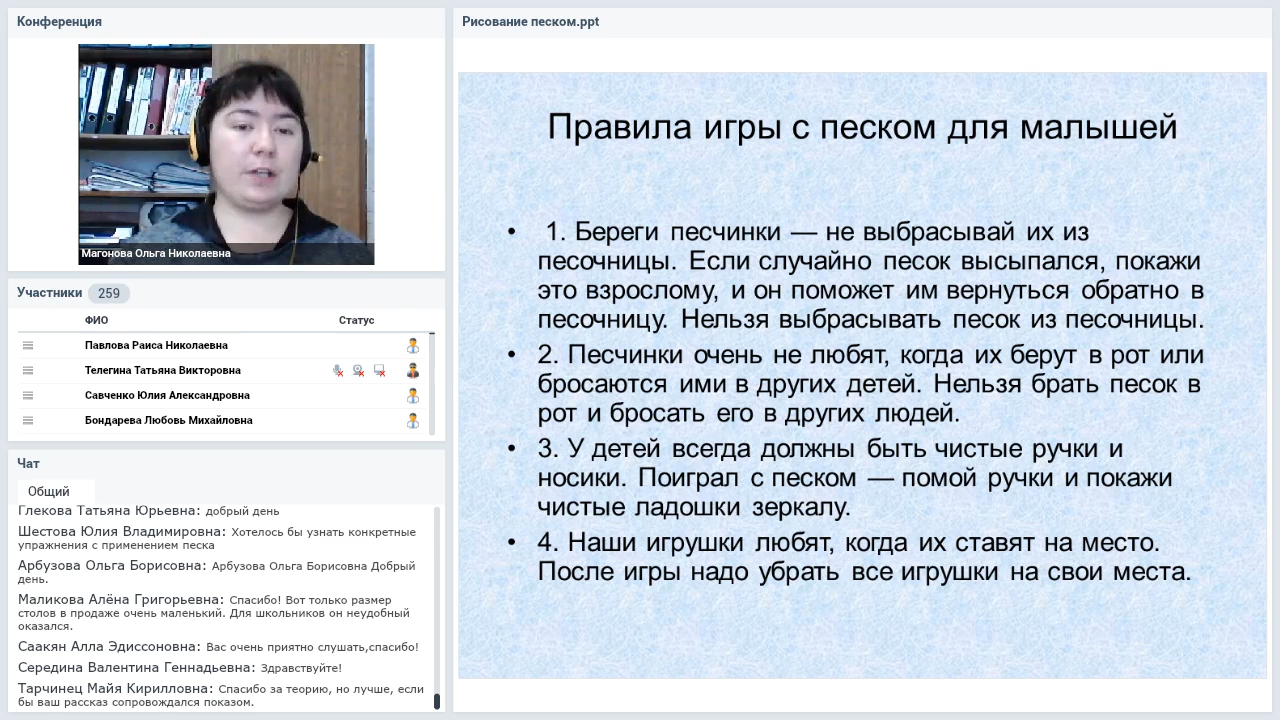 Конференция
Магонова Ольга Николаевна
Участники 259
ФИО Статус
Павлова Раиса Николаевна
Телегина Татьяна Викторовна
Савченко Юлия Александровна
Бондарева Любовь Михайловна
Чат
Общий
Глекова Татьяна Юрьевна: добрый день
Шестова Юлия Владимировна: Хотелось бы узнать конкретные
упражнения с применением песка
Арбузова Ольга Борисовна: Арбузова Ольга Борисовна Добрый
день.
Маликова Алёна Григорьевна: Спасибо! Вот только размер
столов в продаже очень маленький. Для школьников он неудобный
оказался.
Саакян Алла Эдиссоновна: Вас очень приятно слушать,спасибо!
Середина Валентина Геннадьевна: Здравствуйте!
Тарчинец Майя Кирилловна: Спасибо за теорию, но лучше, если
бы ваш рассказ сопровождался показом.
Рисование песком.ppt
Правила игры с песком для малышей
• 1. Береги песчинки — не выбрасывай их из
песочницы. Если случайно песок высыпался, покажи
это взрослому, и он поможет им вернуться обратно в
песочницу. Нельзя выбрасывать песок из песочницы.
• 2. Песчинки очень не любят, когда их берут в рот или
бросаются ими в других детей. Нельзя брать песок в
рот и бросать его в других людей.
• 3. У детей всегда должны быть чистые ручки и
носики. Поиграл с песком — помой ручки и покажи
чистые ладошки зеркалу.
• 4. Наши игрушки любят, когда их ставят на место.
После игры надо убрать все игрушки на свои места.